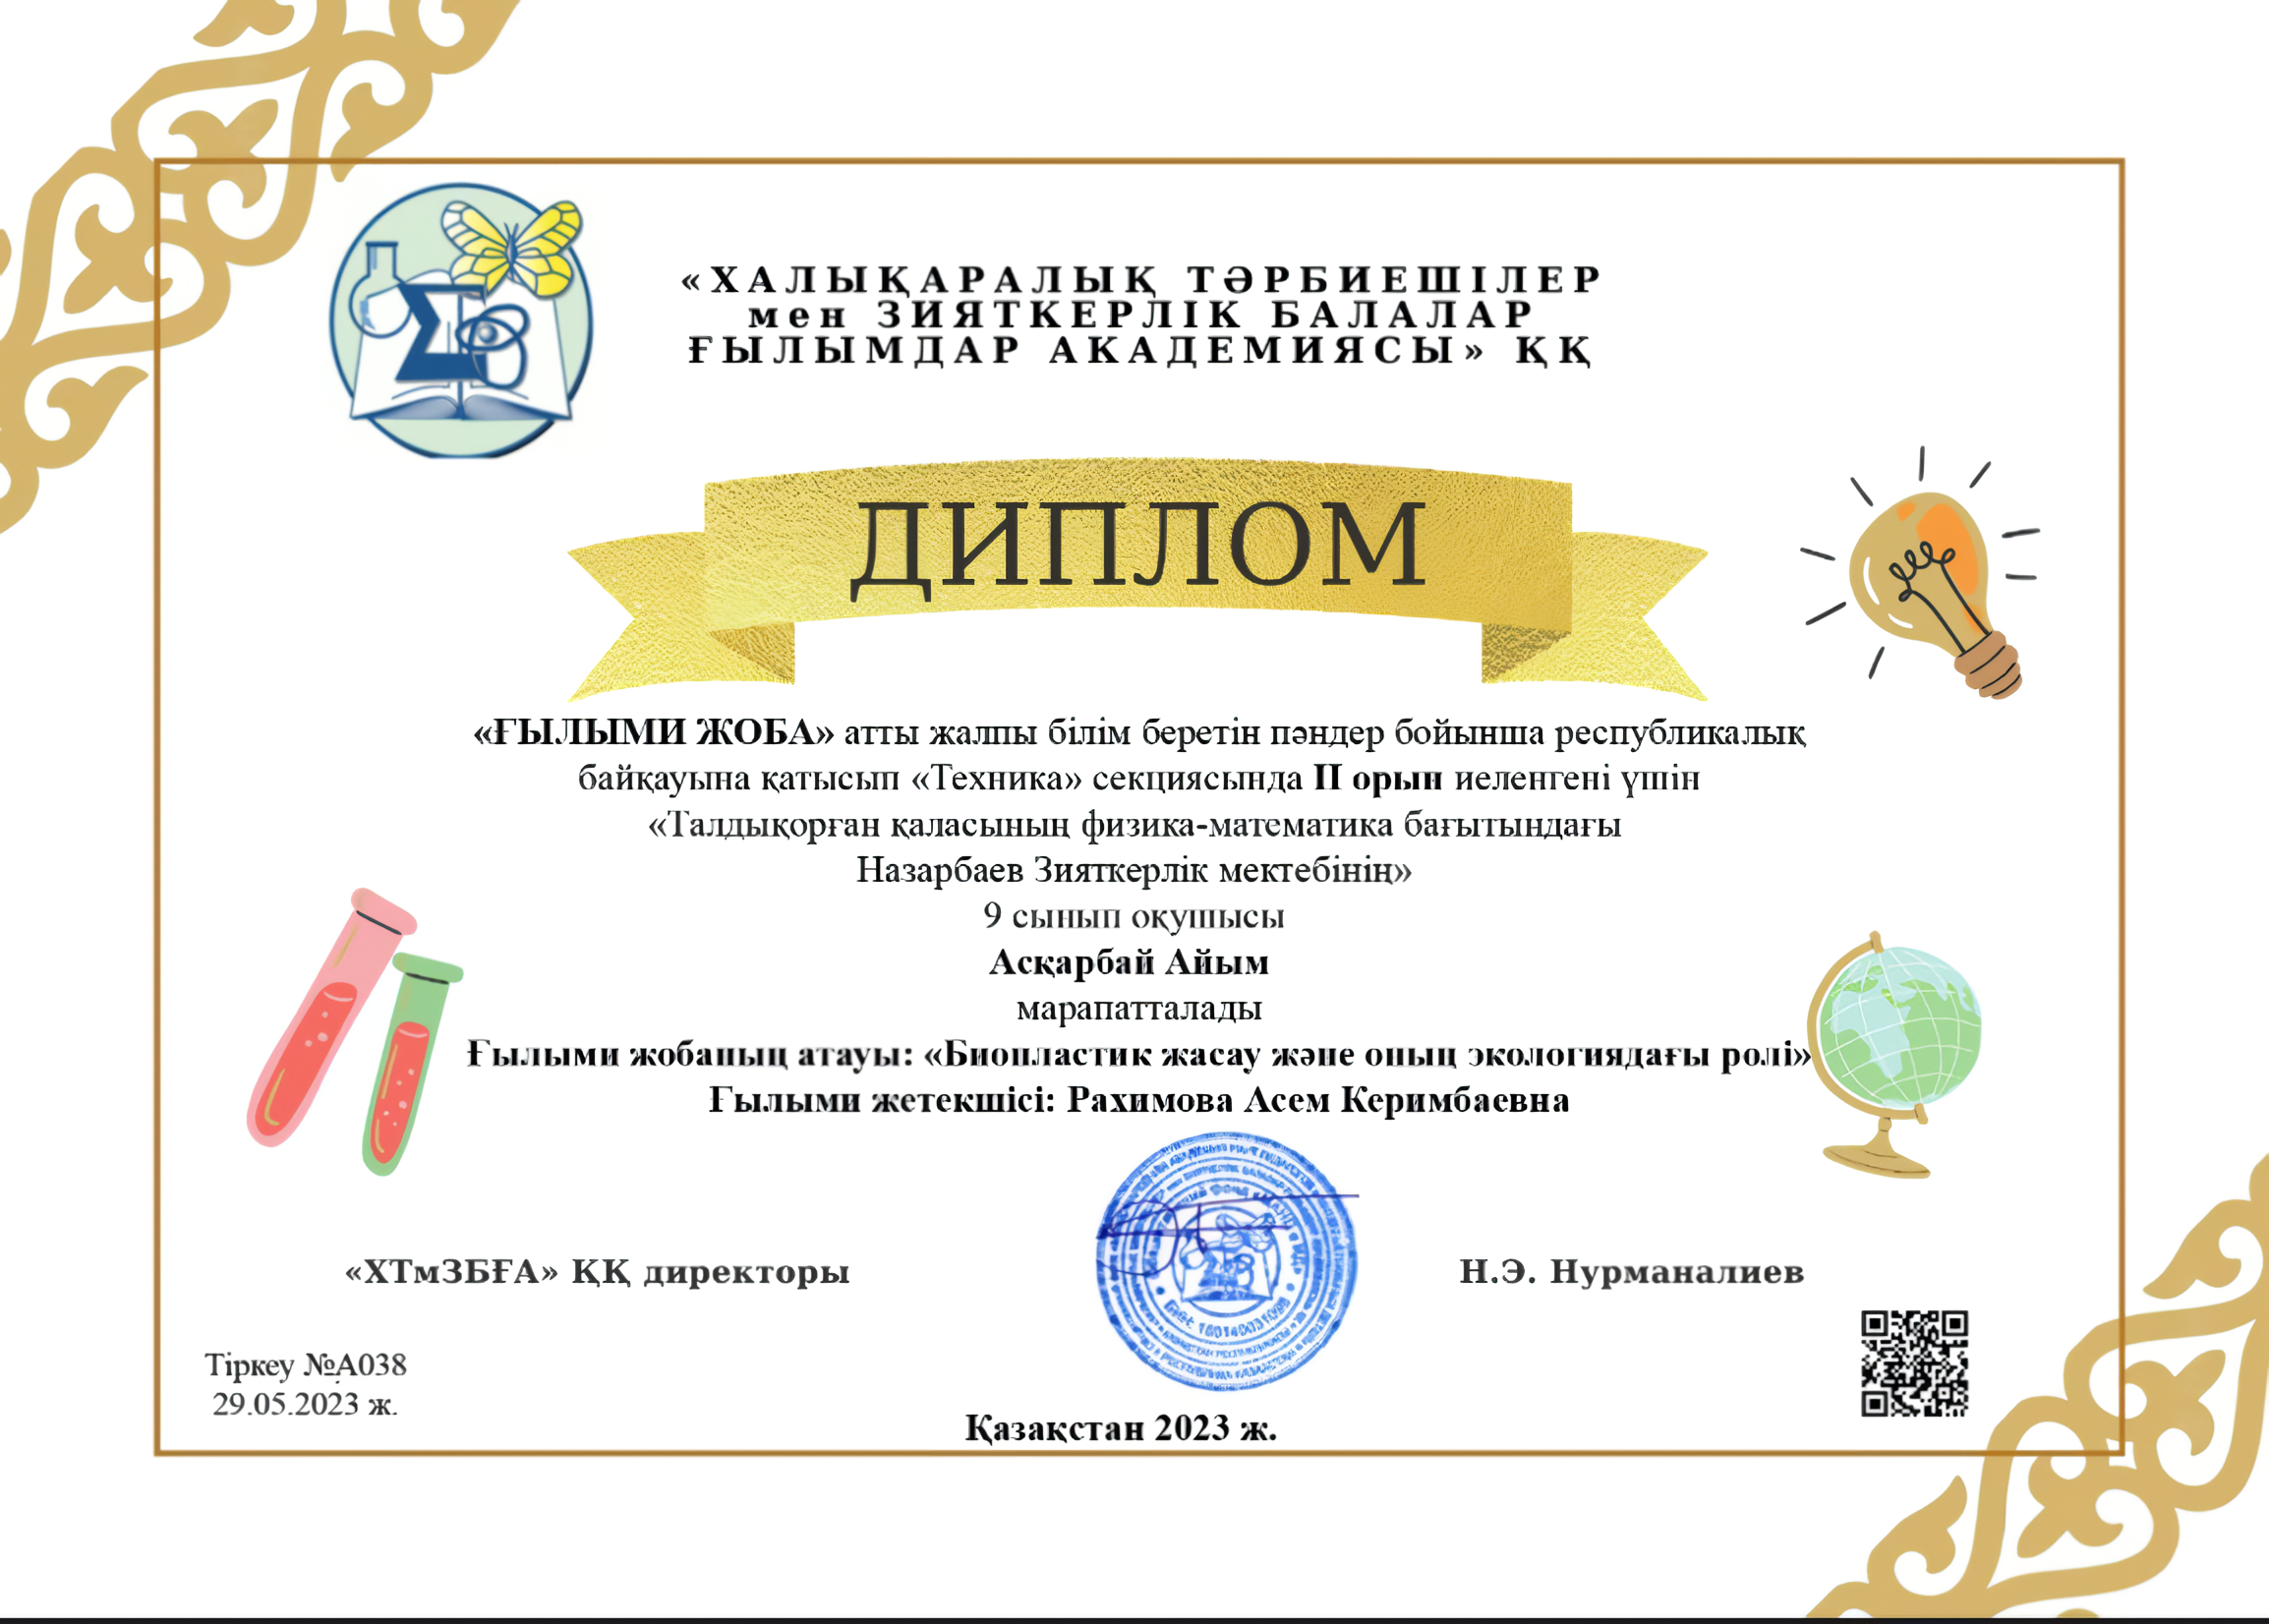 «ХАЛЫҚАРАЛЫҚ ТӘРБИЕШІЛЕР
мен ЗИЯТКЕРЛІК БАЛАЛАР
ҒЫЛЫМДАР АКАДЕМИЯСЫ» ҚҚ
ДИПЛОМ
«ҒЫЛЫМИ ЖОБА» атты жалпы білім беретін пәндер бойынша республикалық
байқауына қатысып «Техника» секциясында II орын иеленгені үшін
«Талдықорған қаласының физика-математика бағытындағы
Назарбаев Зияткерлік мектебінің»
9 сынып оқушысы
Асқарбай Айым
марапатталады
Ғылыми жобаның атауы: «Биопластик жасау және оның экологиядағы ролі»
Ғылыми жетекшісі: Рахимова Асем Керимбаевна
«ХТмЗБҒА» ҚҚ директоры
Н.Э. Нурманалиев
Тіркеу №А038
29.05.2023 ж.
Қазақстан 2023 ж.